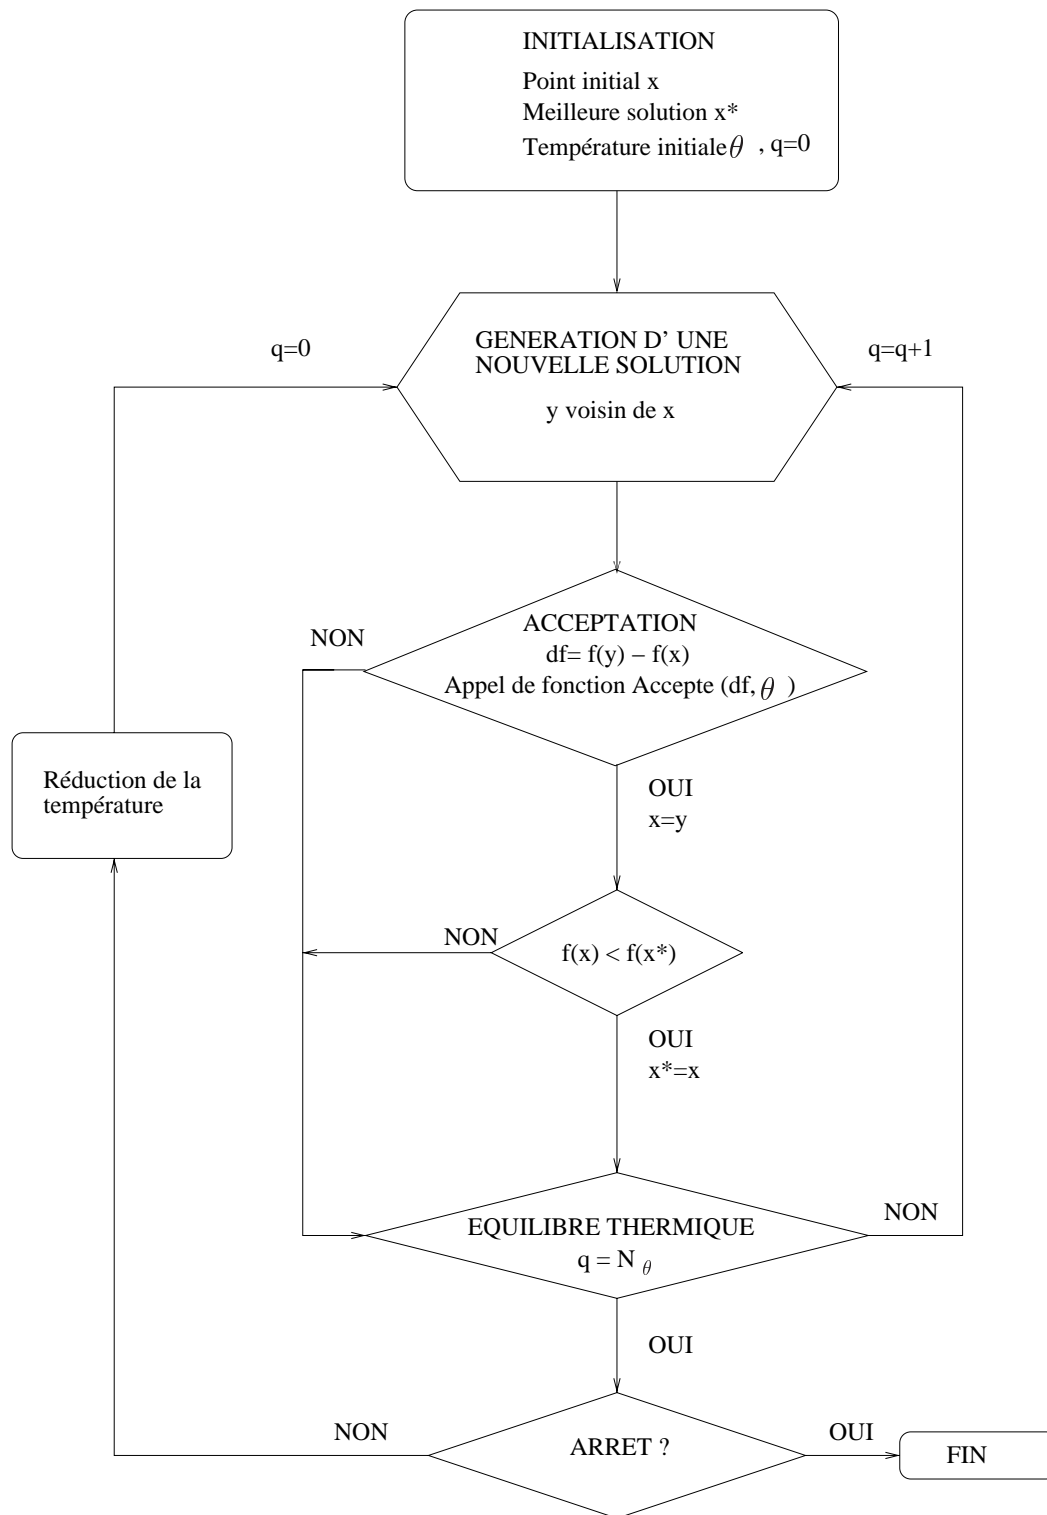 INITIALISATION
Point initial x
Meilleure solution x*
Température initiale θ , q=0
q=0
GENERATION D' UNE
NOUVELLE SOLUTION
y voisin de x
q=q+1
NON
ACCEPTATION
df= f(y) – f(x)
Appel de fonction Accepte (df, θ )
Réduction de la
température
OUI
x=y
NON
f(x) < f(x*)
OUI
x*=x
EQUILIBRE THERMIQUE
q = N θ
NON
OUI
NON
ARRET ?
OUI
FIN